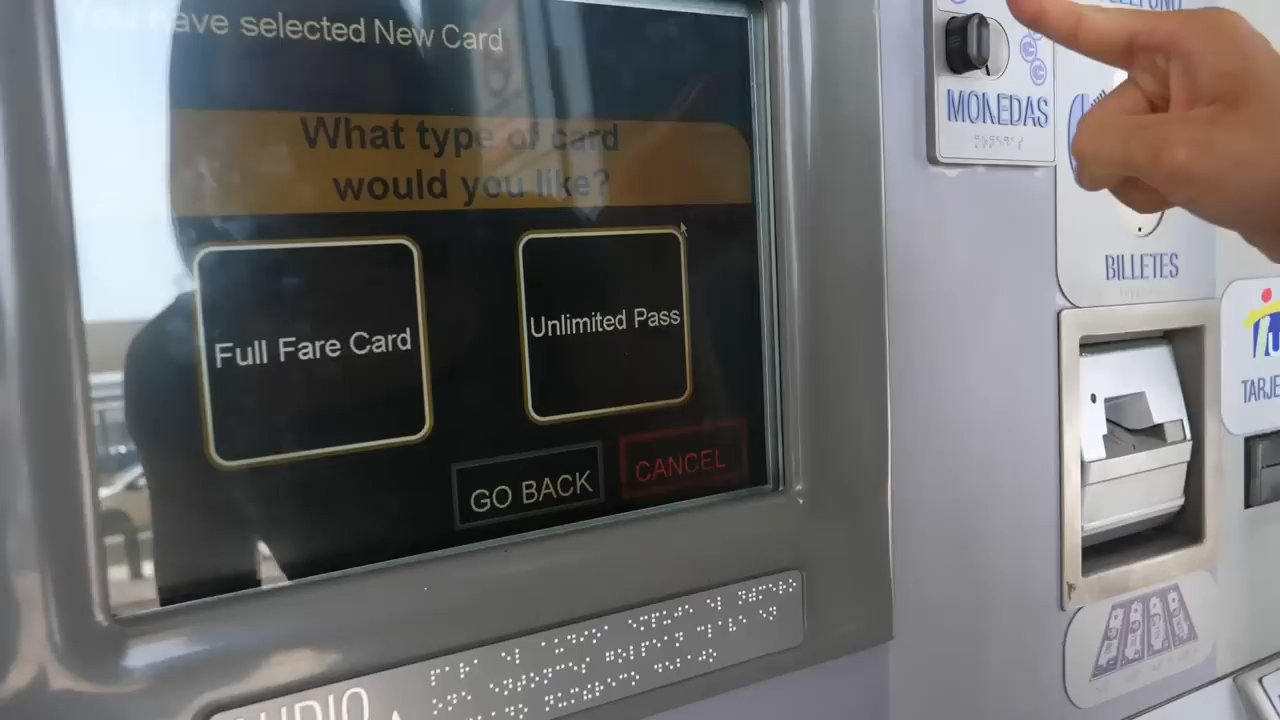 You have selected New Card
What type of card
would you like?
Full Fare Card
Unlimited Pass
GO BACK
CANCEL
MONEDAS
BILLETES